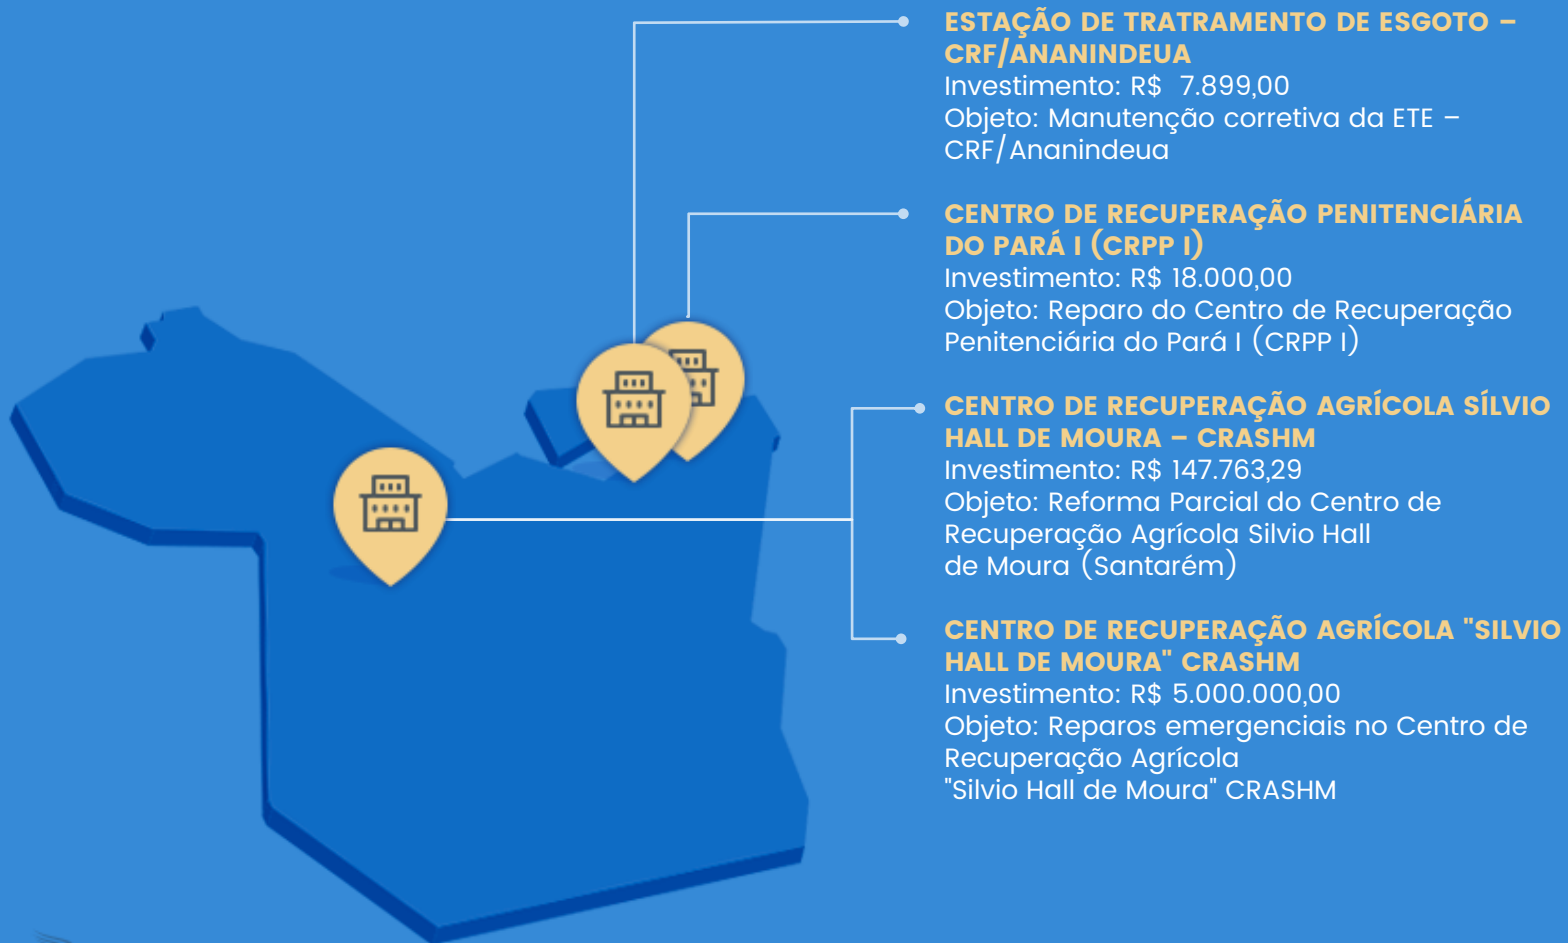 ESTAÇÃO DE TRATRAMENTO DE ESGOTO –
CRF/ANANINDEUA
Investimento: R$  7.899,00
Objeto: Manutenção corretiva da ETE –
CRF/Ananindeua
CENTRO DE RECUPERAÇÃO PENITENCIÁRIA
DO PARÁ I (CRPP I)
Investimento: R$ 18.000,00
Objeto: Reparo do Centro de Recuperação
Penitenciária do Pará I (CRPP I)
CENTRO DE RECUPERAÇÃO AGRÍCOLA SÍLVIO
HALL DE MOURA – CRASHM
Investimento: R$ 147.763,29
Objeto: Reforma Parcial do Centro de
Recuperação Agrícola Silvio Hall
de Moura (Santarém)
CENTRO DE RECUPERAÇÃO AGRÍCOLA "SILVIO
HALL DE MOURA" CRASHM
Investimento: R$ 5.000.000,00
Objeto: Reparos emergenciais no Centro de
Recuperação Agrícola
"Silvio Hall de Moura" CRASHM